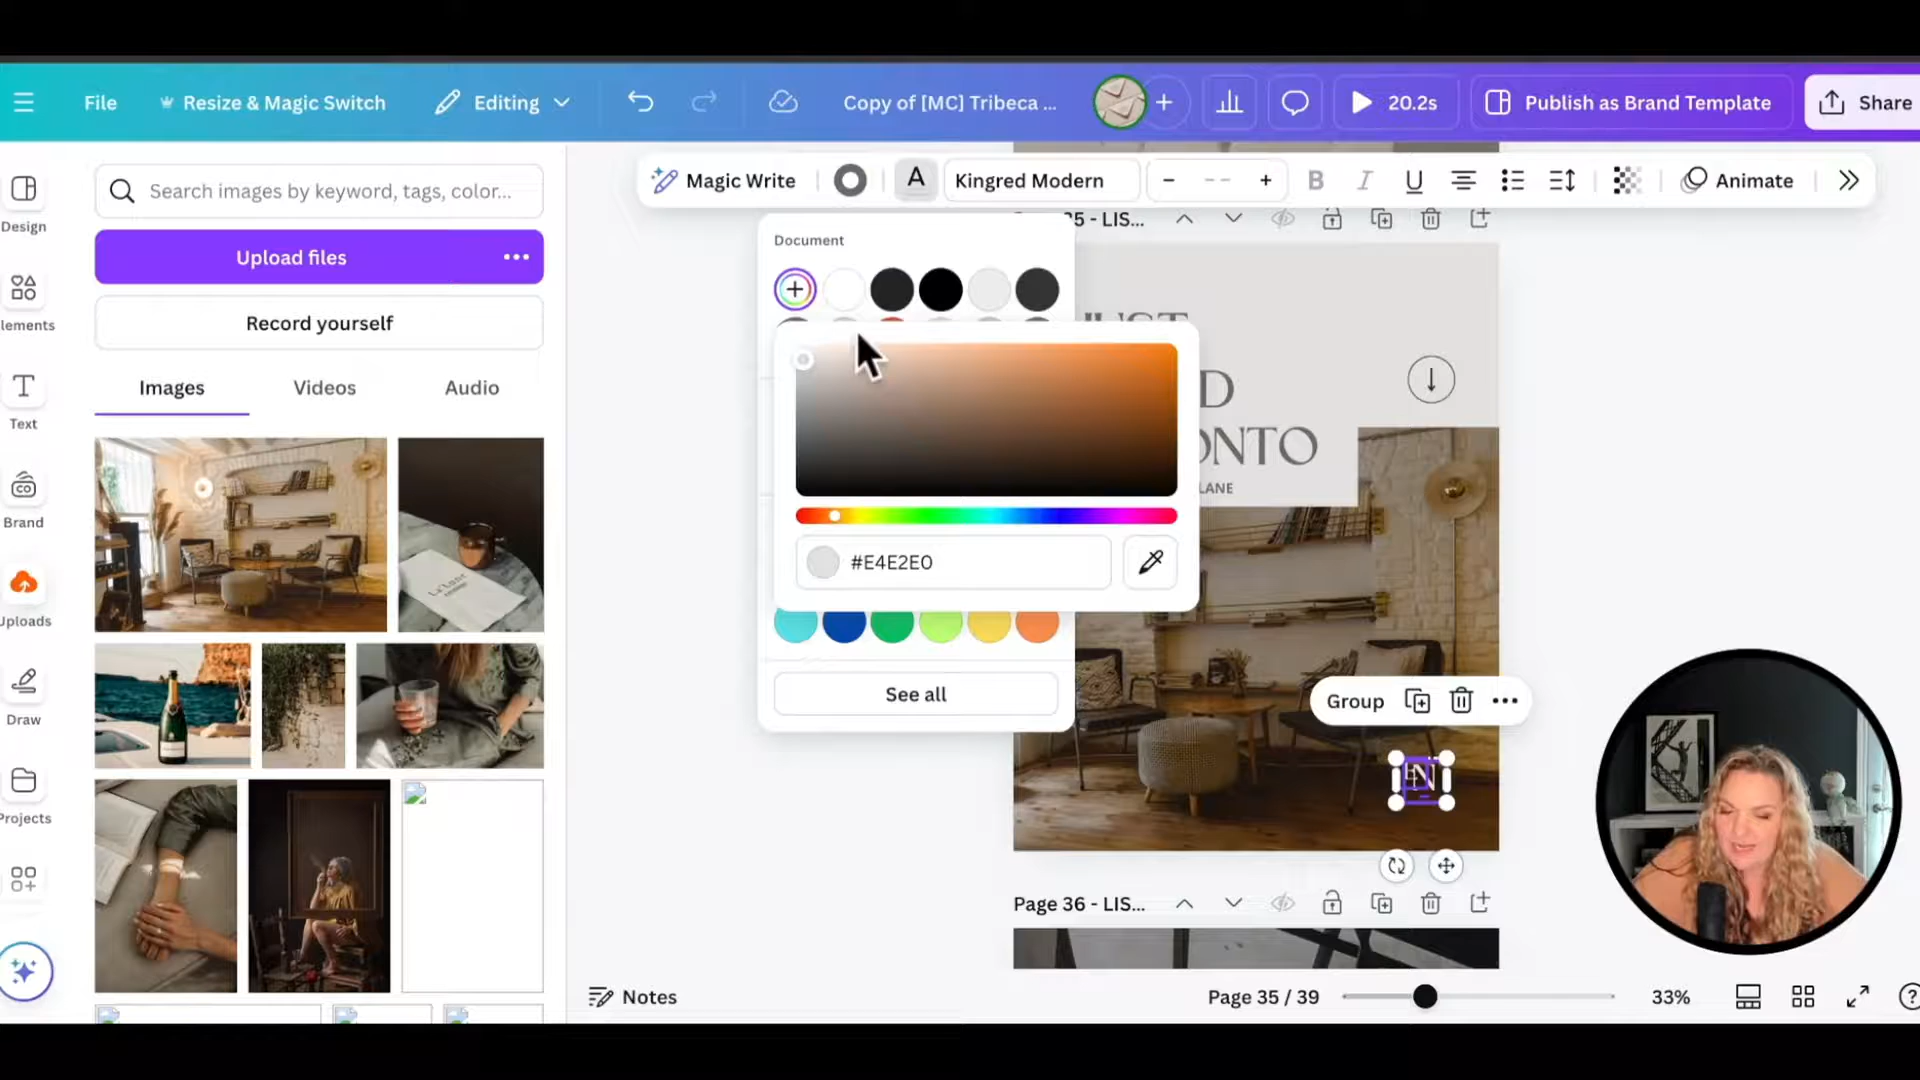 File
Resize & Magic Switch
Editing
Copy of [MC] Tribeca ...
20.2s
Publish as Brand Template
Share
Design
Search images by keyword, tags, color...
Magic Write
A
Kingred Modern
- --  +
B I U
Animate
5 - LIS...
Upload files
Document
lements
Record yourself
Images
Videos
Audio
Text
D
ONTO
LANE
Brand
#E4E2E0
Uploads
See all
Draw
Group
Projects
Page 36 - LIS...
Notes
Page 35 / 39
33%